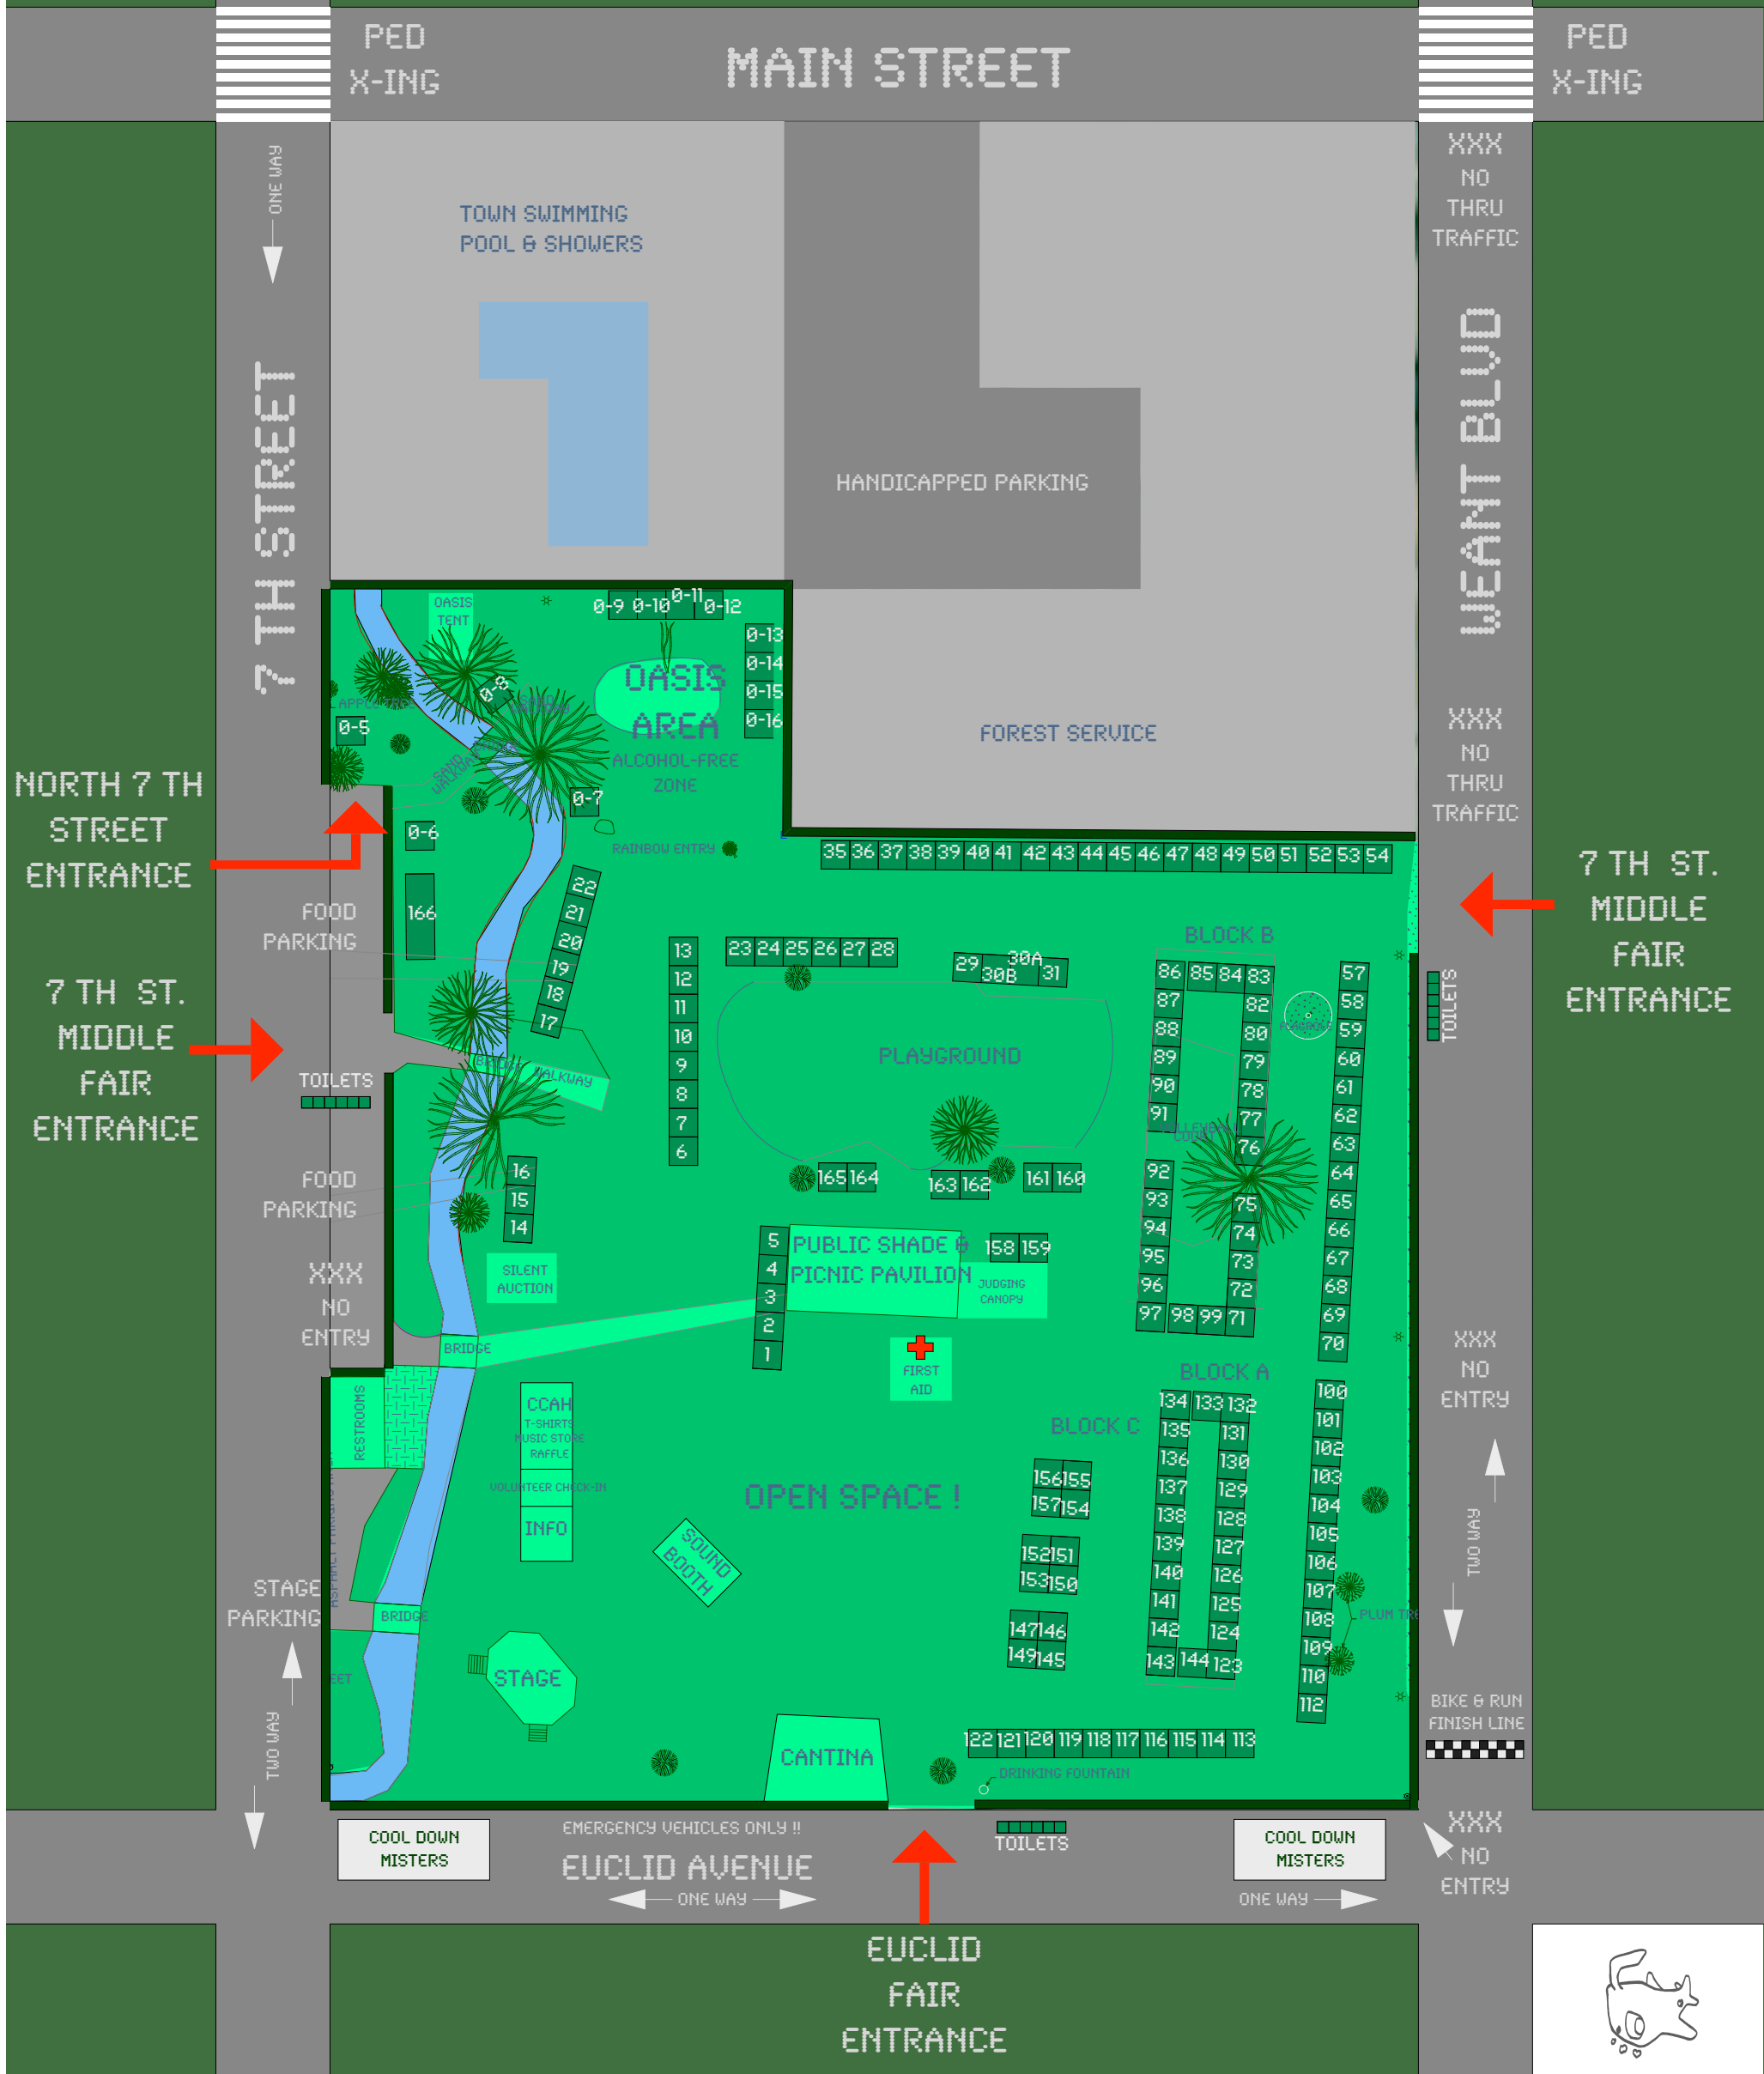 PED
X-ING
MAIN STREET
PED
X-ING
ONE WAY
XXX
NO
THRU
TRAFFIC
TOWN SWIMMING
POOL & SHOWERS
7 TH STREET
WEANT BLVD
HANDICAPPED PARKING
OASIS
TENT
0-9 0-10 0-11 0-12
0-13
0-14
0-15
0-16
OASIS
AREA
ALCOHOL-FREE
ZONE
0-8
SAND
APPLE TREE
0-5
SAND
WALKWAY
0-7
0-6
RAINBOW ENTRY
FOREST SERVICE
XXX
NO
THRU
TRAFFIC
NORTH 7 TH
STREET
ENTRANCE
7 TH ST.
MIDDLE
FAIR
ENTRANCE
35 36 37 38 39 40 41 42 43 44 45 46 47 48 49 50 51 52 53 54
FOOD
PARKING
166
22
21
20
19
18
17
13
12
11
10
9
8
7
6
23 24 25 26 27 28
29 30B 30A 31
BLOCK B
86 85 84 83
87
88
89
90
91
82
80
79
78
77
76
57
58
59
60
61
62
63
64
65
66
67
68
69
70
TOILETS
7 TH ST.
MIDDLE
FAIR
ENTRANCE
TOILETS
BRIDGE
WALKWAY
PLAYGROUND
VOLLEYBALL
COURT
FOOD
PARKING
16
15
14
165 164
163 162
161 160
92
93
94
95
96
97 98 99 71
75
74
73
72
SILENT
AUCTION
5
4
3
2
1
PUBLIC SHADE &
PICNIC PAVILION
158 159
JUDGING
CANOPY
XXX
NO
ENTRY
BRIDGE
FIRST
AID
XXX
NO
ENTRY
BLOCK A
RESTROOMS
CCAH
T-SHIRTS
MUSIC STORE
RAFFLE
VOLUNTEER CHECK-IN
INFO
BLOCK C
OPEN SPACE !
134 133 132
135
136
137
138
139
140
141
142
143 144 123
131
130
129
128
127
126
125
124
100
101
102
103
104
105
106
107
108
109
110
112
156 155
157 154
152 151
153 150
147 146
149 145
SOUND
BOOTH
TWO WAY
PLUM TRE
STAGE
PARKING
BRIDGE
EET
STAGE
TWO WAY
CANTINA
122 121 120 119 118 117 116 115 114 113
DRINKING FOUNTAIN
BIKE & RUN
FINISH LINE
COOL DOWN
MISTERS
EMERGENCY VEHICLES ONLY !!
EUCLID AVENUE
ONE WAY
TOILETS
COOL DOWN
MISTERS
ONE WAY
XXX
NO
ENTRY
EUCLID
FAIR
ENTRANCE